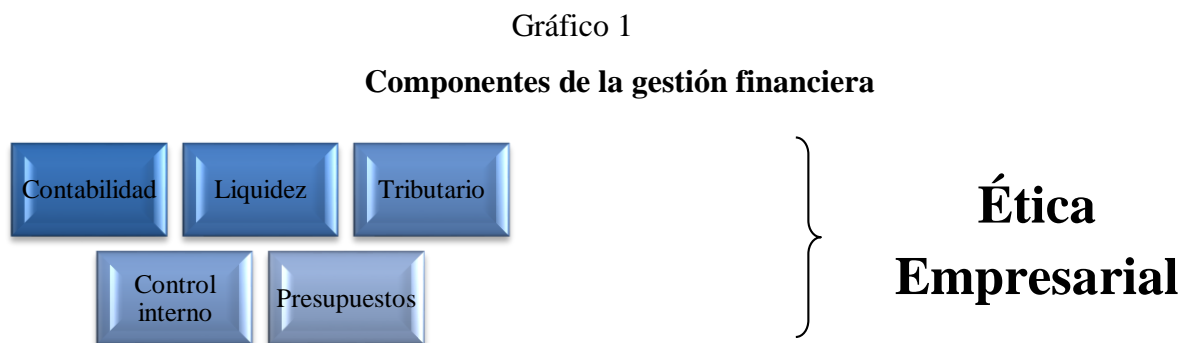 Gráfico 1
Componentes de la gestión financiera
Contabilidad
Liquidez
Tributario
Control
interno
Presupuestos
Ética
Empresarial